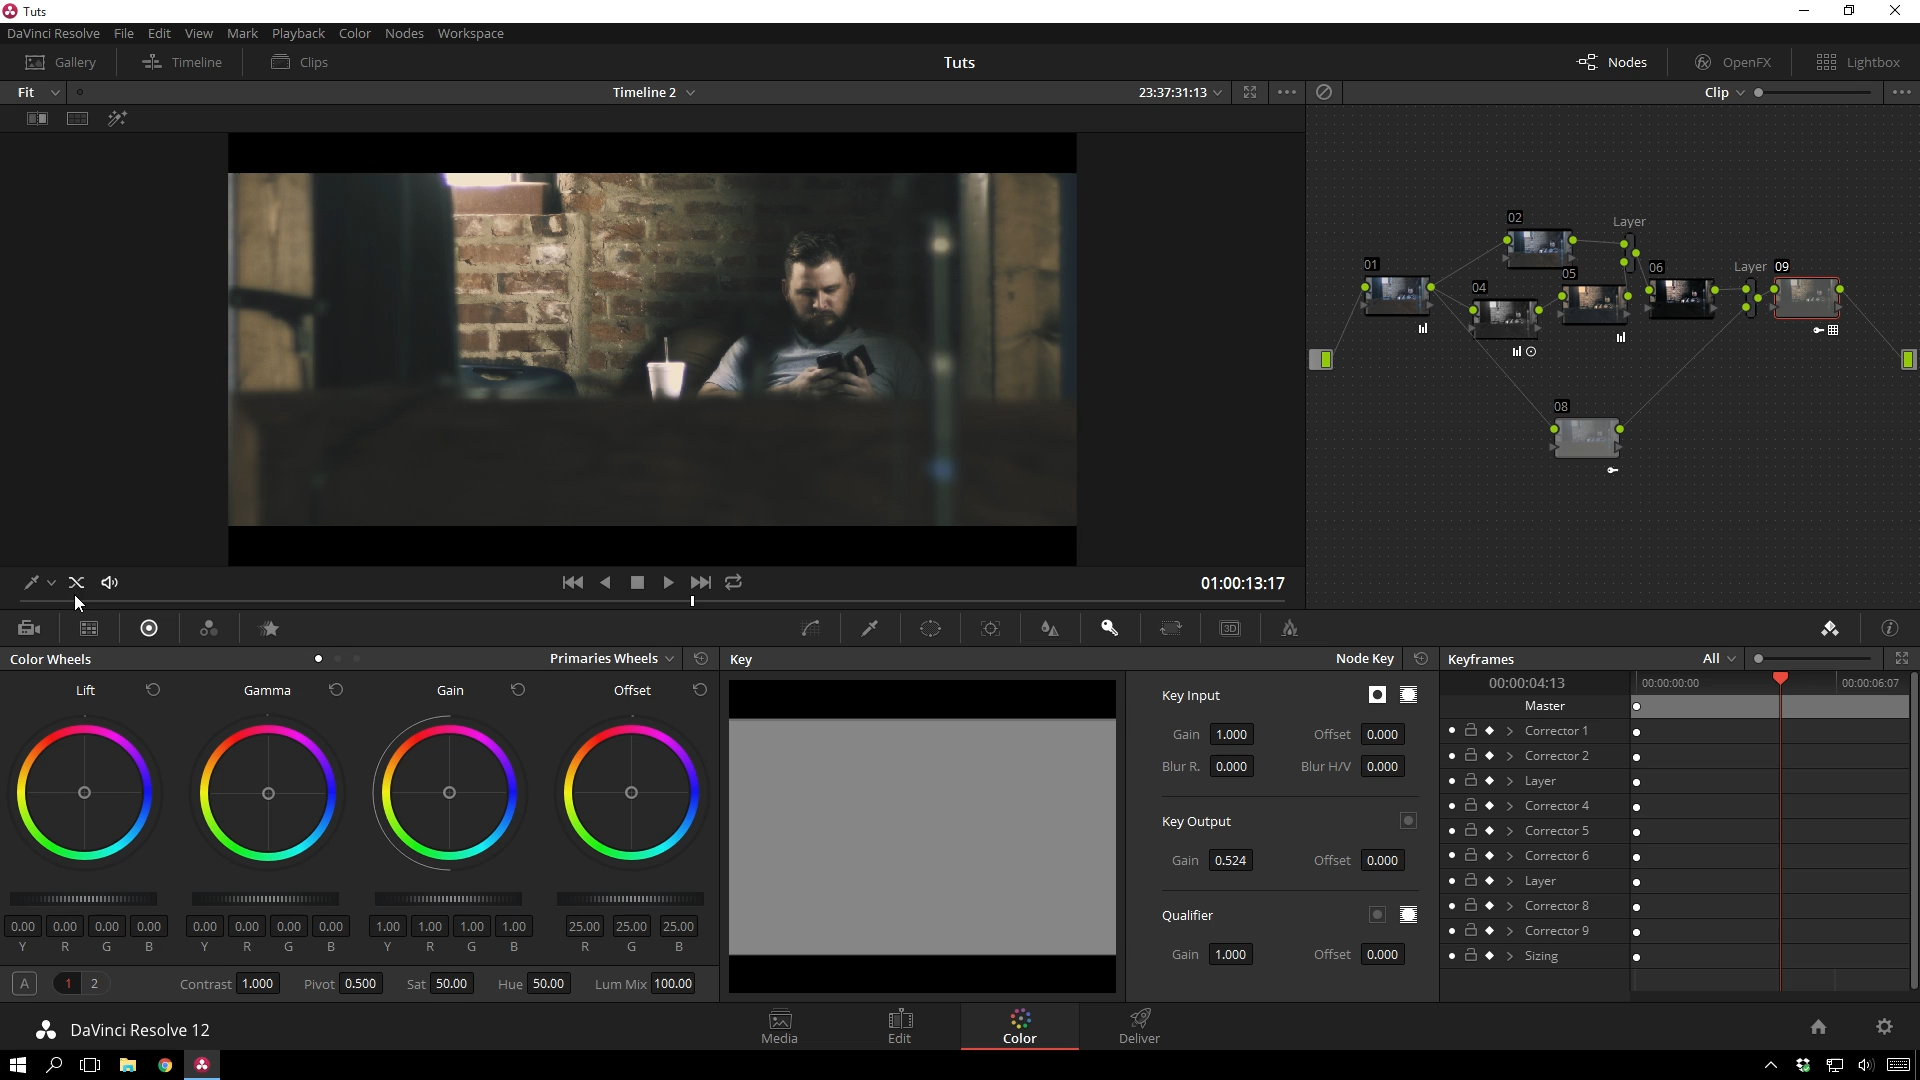 Tuts
DaVinci Resolve File Edit View Mark Playback Color Nodes Workspace
Gallery Timeline Clips Tuts Nodes OpenFX Lightbox
Fit Timeline 2 23:37:31:13 Clip
02 Layer
01 05 06 Layer 09
04
08
01:00:13:17
Color Wheels Primaries Wheels Key Node Key Keyframes All
Lift Gamma Gain Offset
Key Input
Gain 1.000 Offset 0.000
Blur R. 0.000 Blur H/V 0.000
Key Output
Gain 0.524 Offset 0.000
Qualifier
Gain 1.000 Offset 0.000
00:00:04:13 00:00:00:00 00:00:06:07
Master
Corrector 1
Corrector 2
Layer
Corrector 4
Corrector 5
Corrector 6
Layer
Corrector 8
Corrector 9
Sizing
0.00 0.00 0.00 0.00 0.00 0.00 0.00 0.00 1.00 1.00 1.00 1.00 25.00 25.00 25.00
Y R G B Y R G B Y R G B R G B
A 1 2 Contrast 1.000 Pivot 0.500 Sat 50.00 Hue 50.00 Lum Mix 100.00
3D
DaVinci Resolve 12 Media Edit Color Deliver